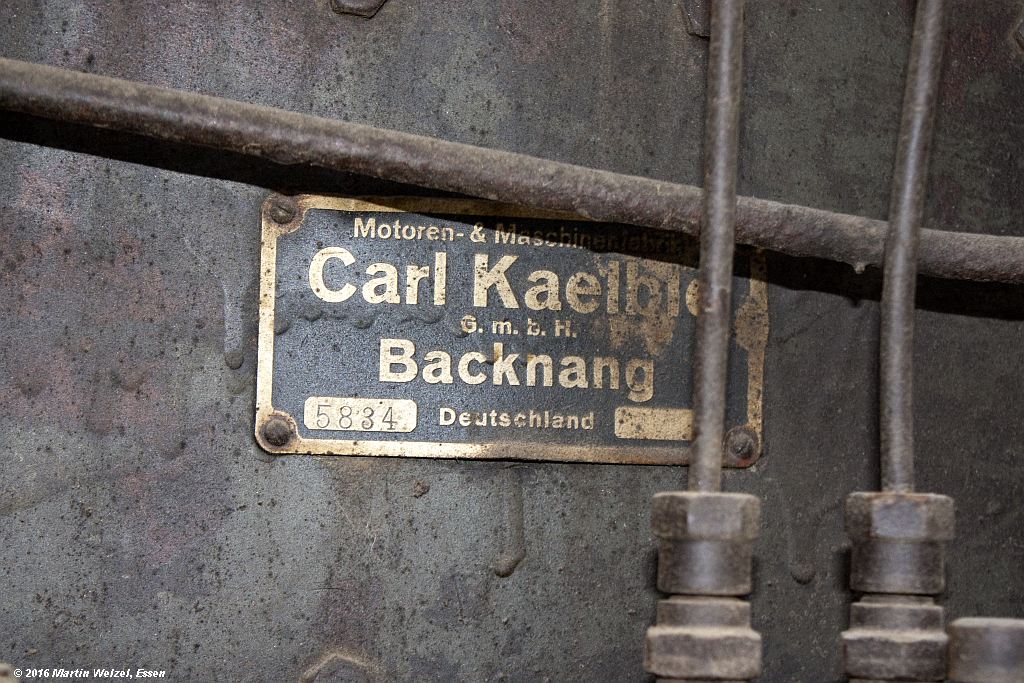 Motoren- & Maschinenfabrik
Carl Kaelble
G. m. b. H.
Backnang
5834 Deutschland
© 2016 Martin Welzel, Essen